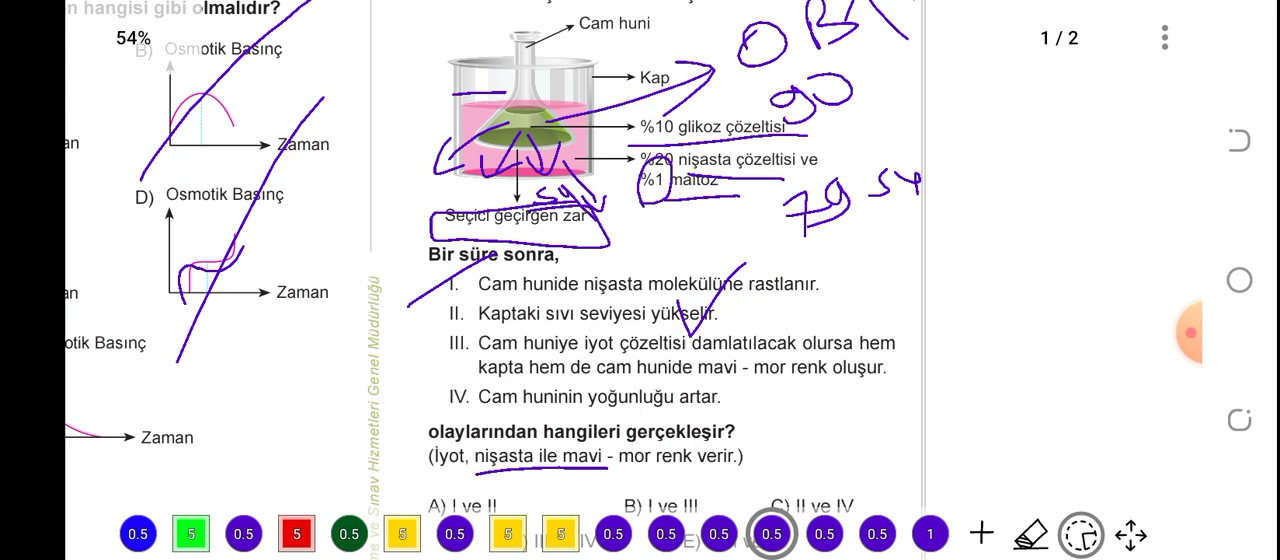 n hangisi gibi olmalıdır?
54%
B) Osmotik Basınç
an
Zaman
D) Osmotik Basınç
an
Zaman
otik Basınç
Zaman
me ve Sınav Hizmetleri Genel Müdürlüğü
1 / 2
Cam huni
Kap
%10 glikoz çözeltisi
%20 nişasta çözeltisi ve
%1 maltoz
Seçici geçirgen zar
90
79
Bir süre sonra,
I. Cam hunide nişasta molekülüne rastlanır.
II. Kaptaki sıvı seviyesi yükselir.
III. Cam huniye iyot çözeltisi damlatılacak olursa hem
kapta hem de cam hunide mavi - mor renk oluşur.
IV. Cam huninin yoğunluğu artar.
olaylarından hangileri gerçekleşir?
(İyot, nişasta ile mavi - mor renk verir.)
A) I ve II
B) I ve III
C) II ve IV
0.5 5 0.5 5 0.5 5 0.5 5 5 0.5 0.5 0.5 0.5 0.5 0.5 1